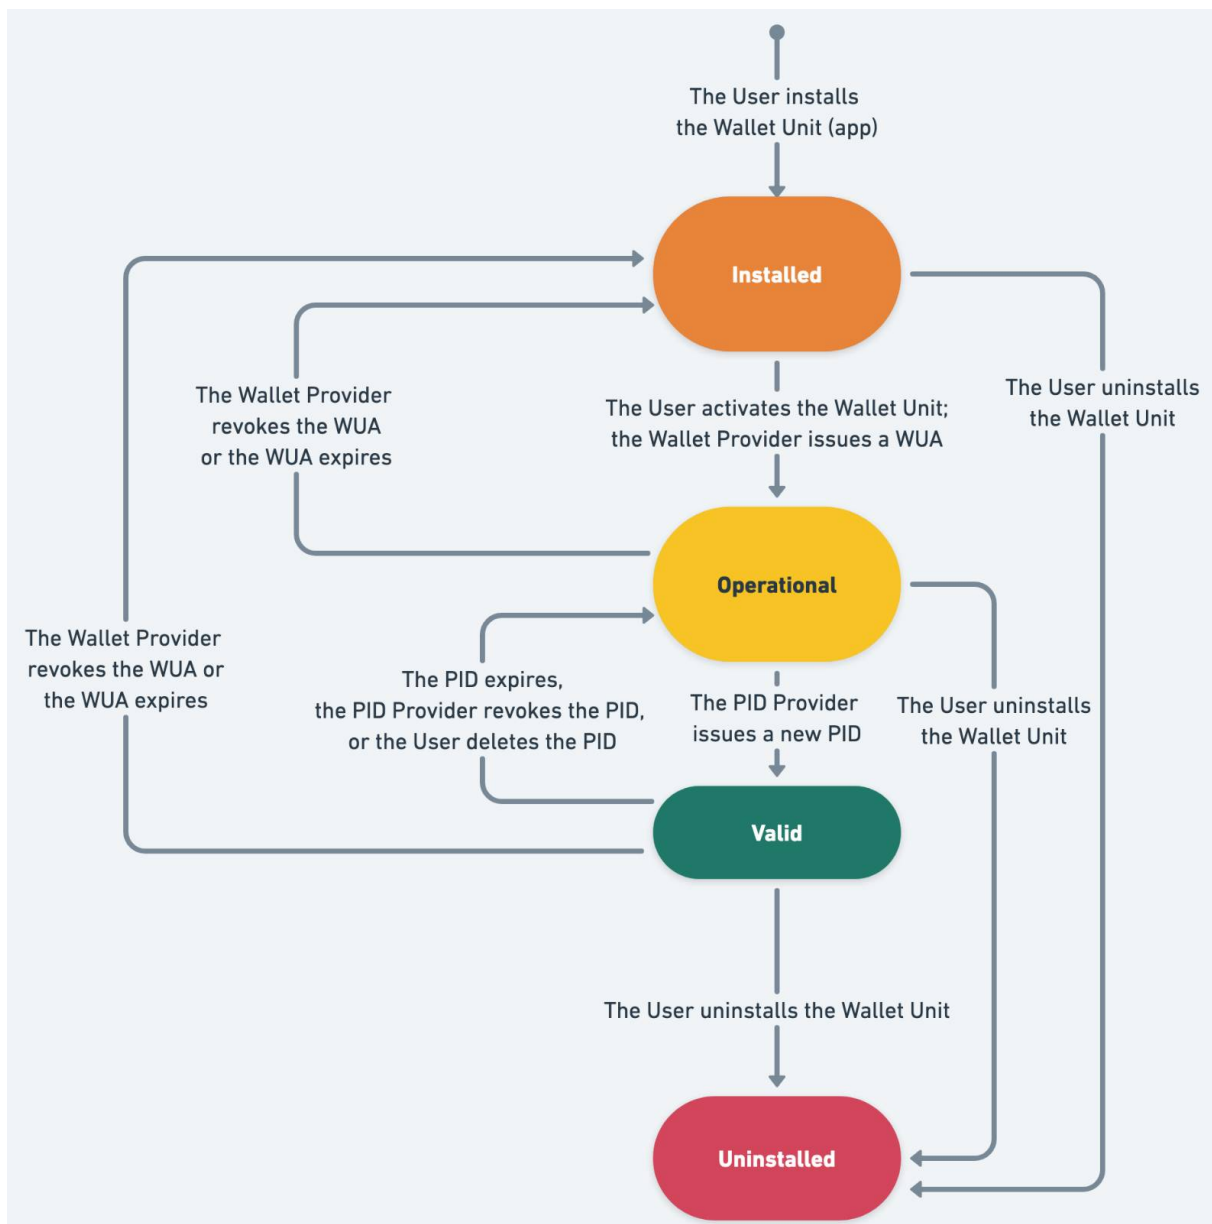 The User installs
the Wallet Unit (app)
Installed
The Wallet Provider
revokes the WUA
or the WUA expires
The User activates the Wallet Unit;
the Wallet Provider issues a WUA
The User uninstalls
the Wallet Unit
Operational
The Wallet Provider
revokes the WUA or
the WUA expires
The PID expires,
the PID Provider revokes the PID,
or the User deletes the PID
The PID Provider
issues a new PID
The User uninstalls
the Wallet Unit
Valid
The User uninstalls the Wallet Unit
Uninstalled